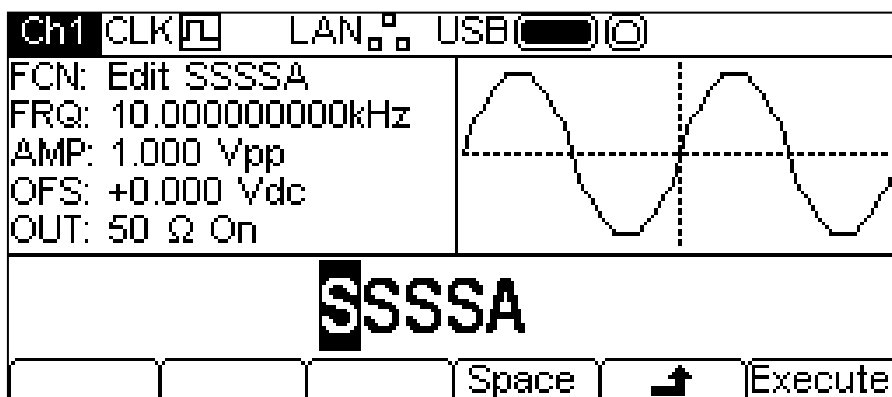 Ch1 CLK LAN USB
FCN: Edit SSSSA
FRQ: 10.000000000kHz
AMP: 1.000 Vpp
OFS: +0.000 Vdc
OUT: 50 Ω On
SSSSA
Space Execute